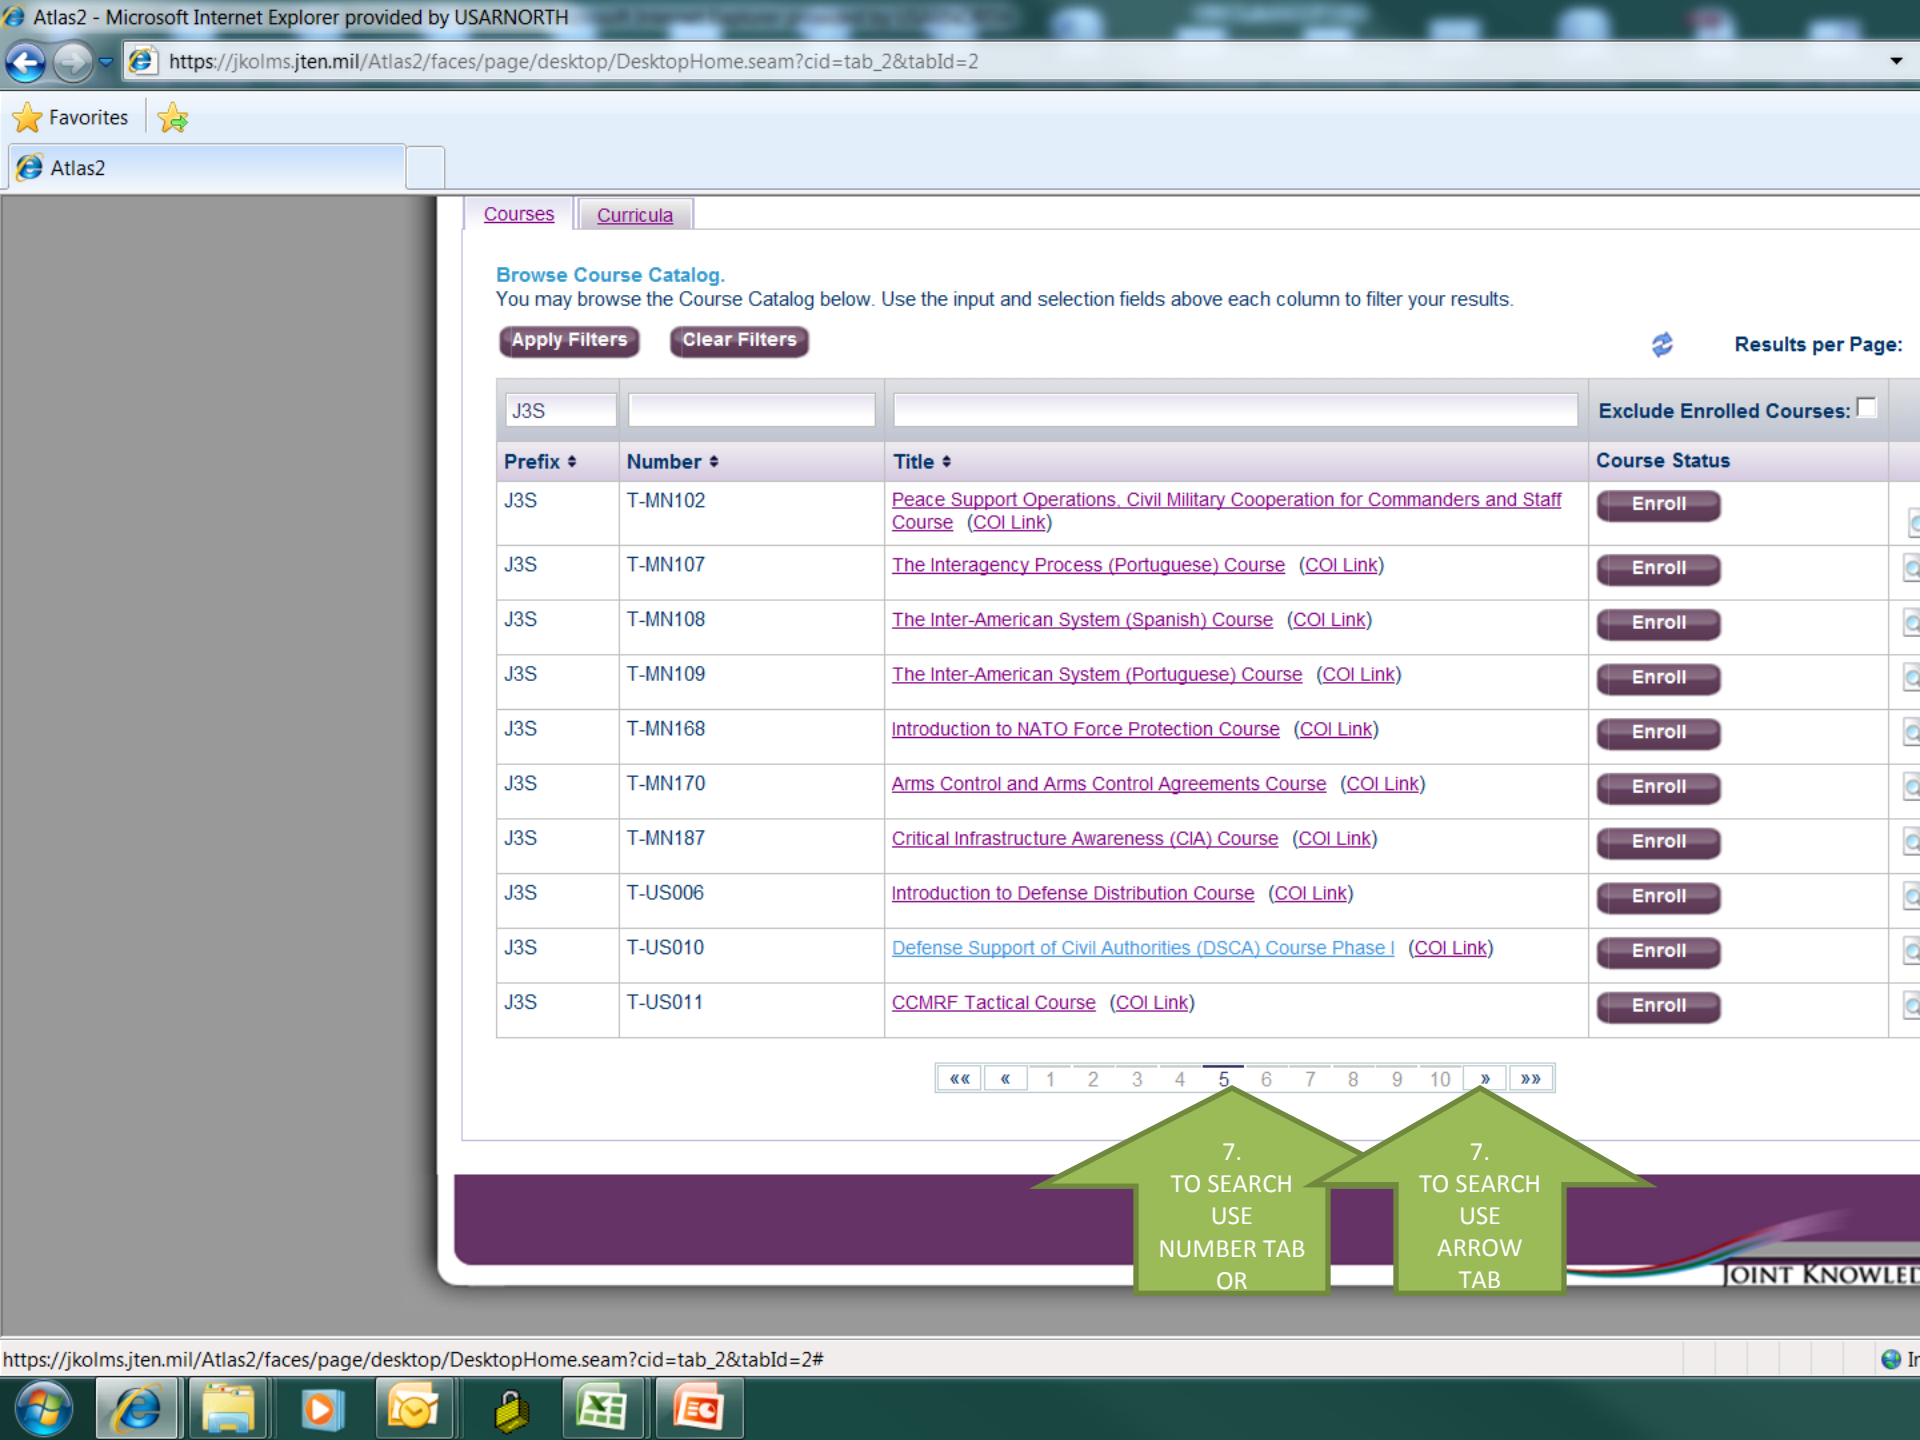 Atlas2 - Microsoft Internet Explorer provided by USARNORTH
https://jkolms.jten.mil/Atlas2/faces/page/desktop/DesktopHome.seam?cid=tab_2&tabId=2
Favorites
Atlas2
Courses Curricula
Browse Course Catalog.
You may browse the Course Catalog below. Use the input and selection fields above each column to filter your results.
Apply Filters Clear Filters Results per Page:
J3S Exclude Enrolled Courses:
Prefix Number Title Course Status
J3S T-MN102 Peace Support Operations, Civil Military Cooperation for Commanders and Staff Enroll
Course (COI Link)
J3S T-MN107 The Interagency Process (Portuguese) Course (COI Link) Enroll
J3S T-MN108 The Inter-American System (Spanish) Course (COI Link) Enroll
J3S T-MN109 The Inter-American System (Portuguese) Course (COI Link) Enroll
J3S T-MN168 Introduction to NATO Force Protection Course (COI Link) Enroll
J3S T-MN170 Arms Control and Arms Control Agreements Course (COI Link) Enroll
J3S T-MN187 Critical Infrastructure Awareness (CIA) Course (COI Link) Enroll
J3S T-US006 Introduction to Defense Distribution Course (COI Link) Enroll
J3S T-US010 Defense Support of Civil Authorities (DSCA) Course Phase I (COI Link) Enroll
J3S T-US011 CCMRF Tactical Course (COI Link) Enroll
«« « 1 2 3 4 5 6 7 8 9 10 » »»
7.
TO SEARCH
USE
NUMBER TAB
OR
7.
TO SEARCH
USE
ARROW
TAB
JOINT KNOWLED
https://jkolms.jten.mil/Atlas2/faces/page/desktop/DesktopHome.seam?cid=tab_2&tabId=2#